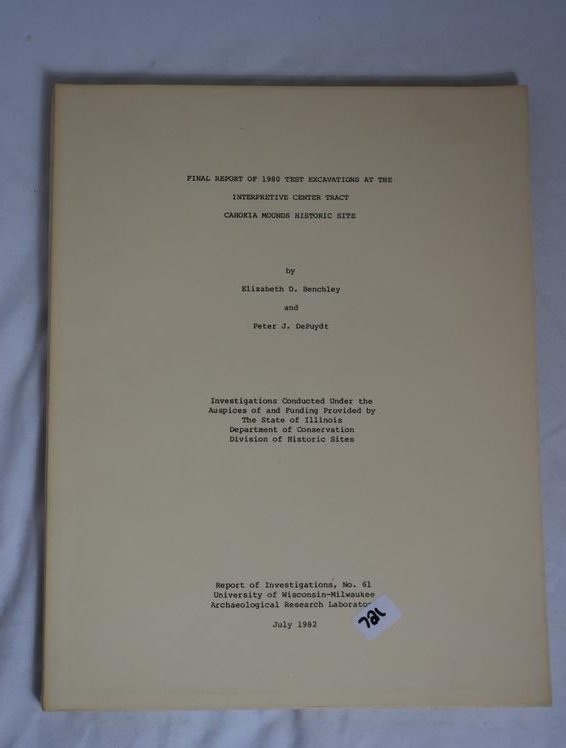 FINAL REPORT OF 1980 TEST EXCAVATIONS AT THE
INTERPRETIVE CENTER TRACT
CAHOKIA MOUNDS HISTORIC SITE
by
Elizabeth D. Benchley
and
Peter J. DePuydt
Investigations Conducted Under the
Auspices of and Funding Provided by
The State of Illinois
Department of Conservation
Division of Historic Sites
Report of Investigations, No. 61
University of Wisconsin-Milwaukee
Archaeological Research Laborato
July 1982
721